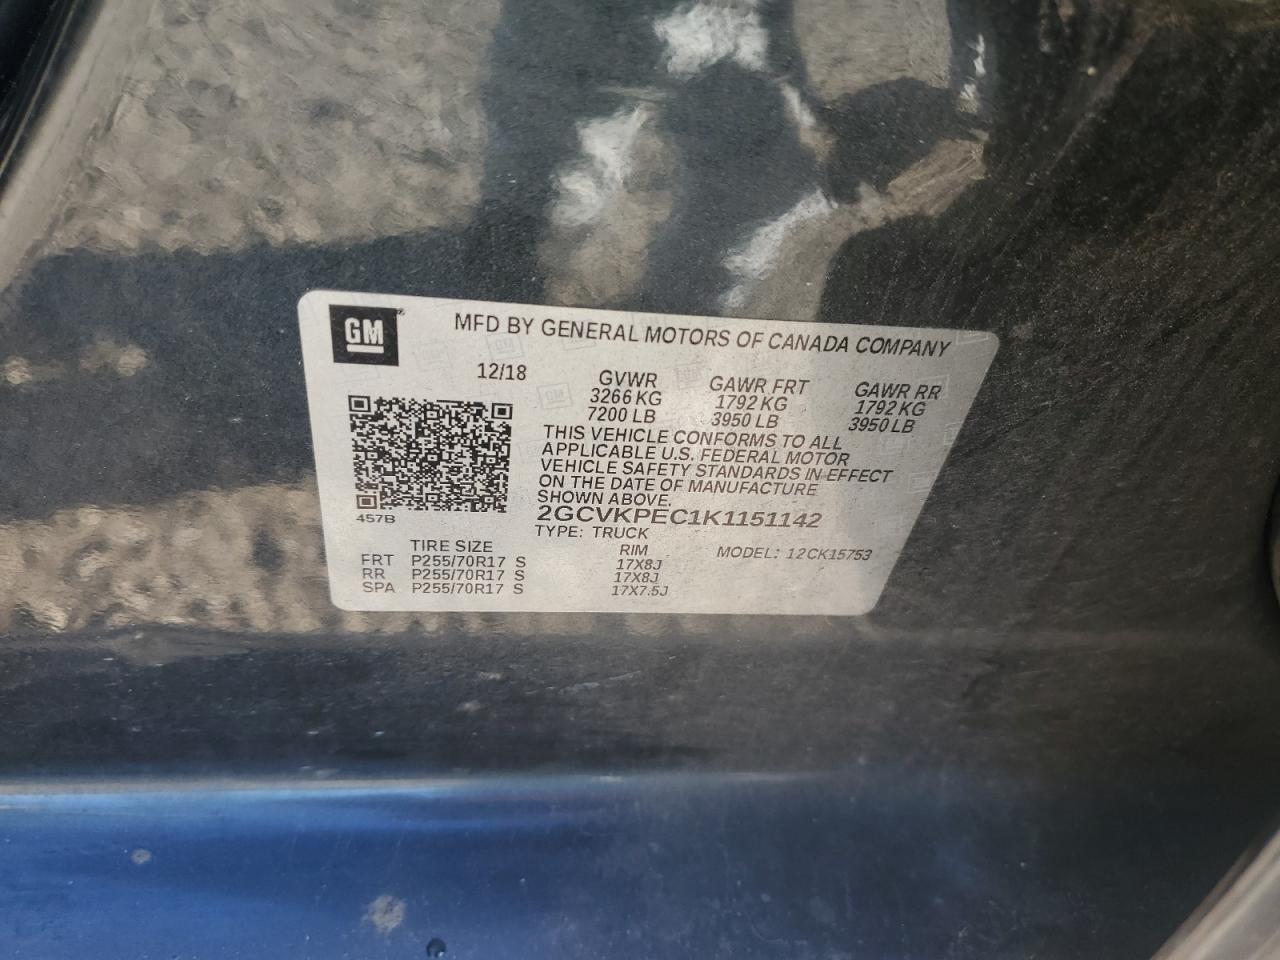 GM
MFD BY GENERAL MOTORS OF CANADA COMPANY
12/18
GVWR GAWR FRT GAWR RR
3266 KG 1792 KG 1792 KG
7200 LB 3950 LB 3950 LB
THIS VEHICLE CONFORMS TO ALL
APPLICABLE U.S. FEDERAL MOTOR
VEHICLE SAFETY STANDARDS IN EFFECT
ON THE DATE OF MANUFACTURE
SHOWN ABOVE.
457B
2GCVKPEC1K1151142
TYPE: TRUCK
TIRE SIZE RIM MODEL: 12CK15753
FRT P255/70R17 S 17X8J
RR P255/70R17 S 17X8J
SPA P255/70R17 S 17X7.5J